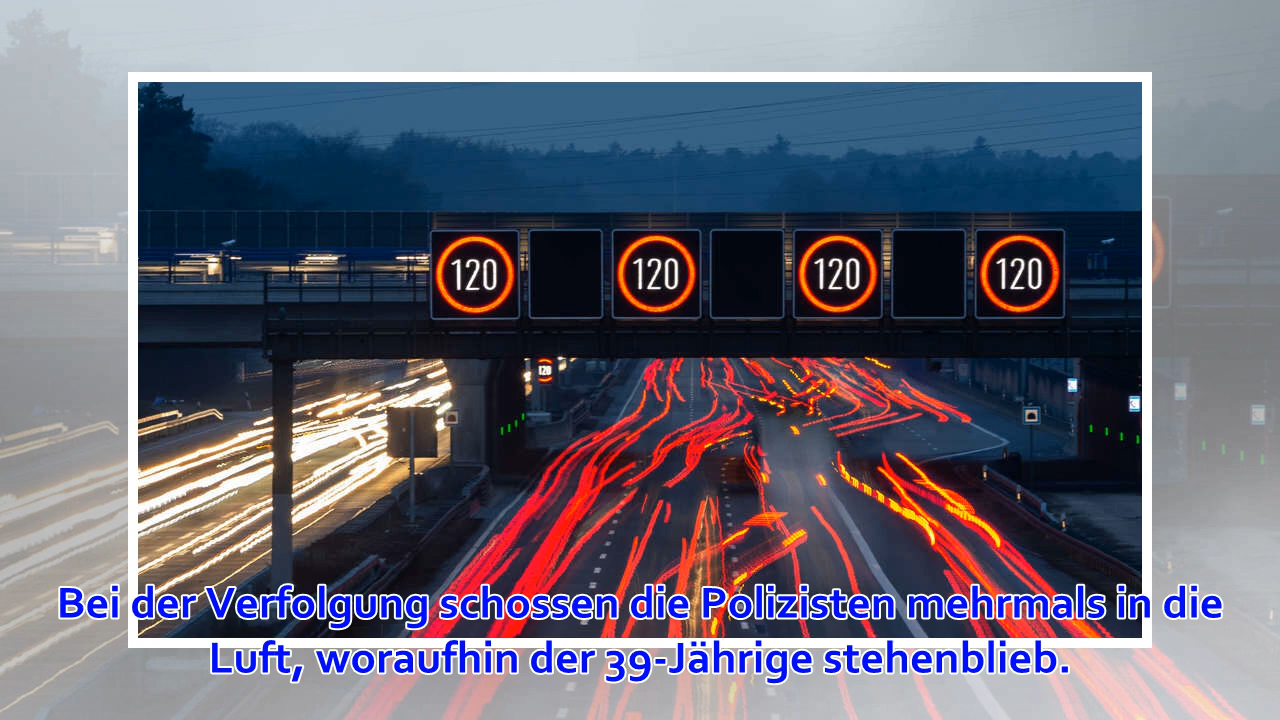 120 120 120 120
120
Bei der Verfolgung schossen die Polizisten mehrmals in die
Luft, woraufhin der 39-Jährige stehenblieb.